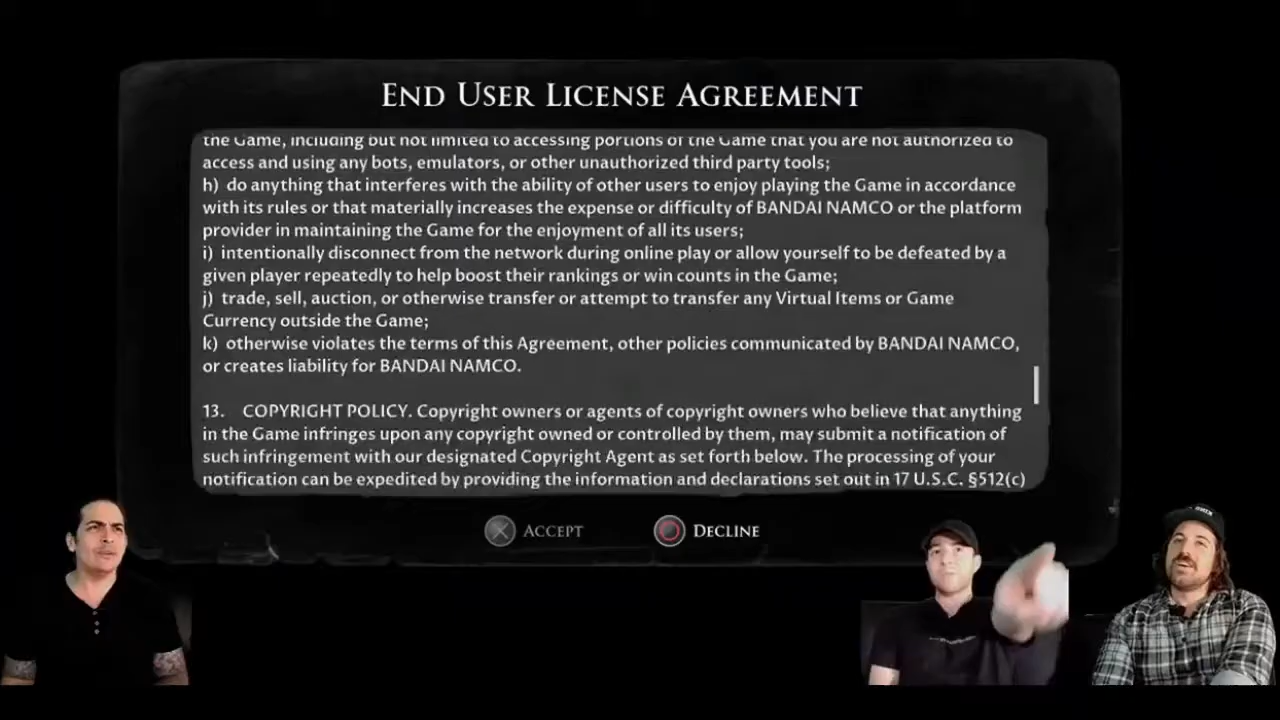 END USER LICENSE AGREEMENT
the Game, including but not limited to accessing portions of the Game that you are not authorized to
access and using any bots, emulators, or other unauthorized third party tools;
h) do anything that interferes with the ability of other users to enjoy playing the Game in accordance
with its rules or that materially increases the expense or difficulty of BANDAI NAMCO or the platform
provider in maintaining the Game for the enjoyment of all its users;
i) intentionally disconnect from the network during online play or allow yourself to be defeated by a
given player repeatedly to help boost their rankings or win counts in the Game;
j) trade, sell, auction, or otherwise transfer or attempt to transfer any Virtual Items or Game
Currency outside the Game;
k) otherwise violates the terms of this Agreement, other policies communicated by BANDAI NAMCO,
or creates liability for BANDAI NAMCO.
13. COPYRIGHT POLICY. Copyright owners or agents of copyright owners who believe that anything
in the Game infringes upon any copyright owned or controlled by them, may submit a notification of
such infringement with our designated Copyright Agent as set forth below. The processing of your
notification can be expedited by providing the information and declarations set out in 17 U.S.C. §512(c)
ACCEPT DECLINE